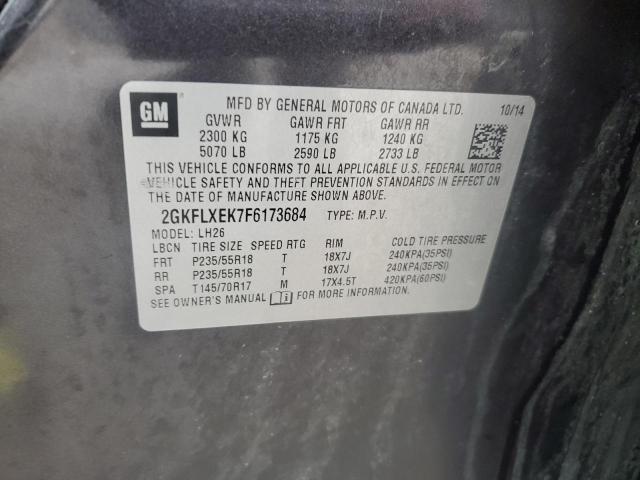 GM
MFD BY GENERAL MOTORS OF CANADA LTD. 10/14
GVWR GAWR FRT GAWR RR
2300 KG 1175 KG 1240 KG
5070 LB 2590 LB 2733 LB
THIS VEHICLE CONFORMS TO ALL APPLICABLE U.S. FEDERAL MOTOR
VEHICLE SAFETY AND THEFT PREVENTION STANDARDS IN EFFECT ON
THE DATE OF MANUFACTURE SHOWN ABOVE.
2GKFLXEK7F6173684 TYPE: M.P.V.
MODEL: LH26
LBCN TIRE SIZE SPEED RTG RIM COLD TIRE PRESSURE
FRT P235/55R18 T 18X7J 240KPA(35PSI)
RR P235/55R18 T 18X7J 240KPA(35PSI)
SPA T145/70R17 M 17X4.5T 420KPA(60PSI)
SEE OWNER'S MANUAL i FOR MORE INFORMATION.